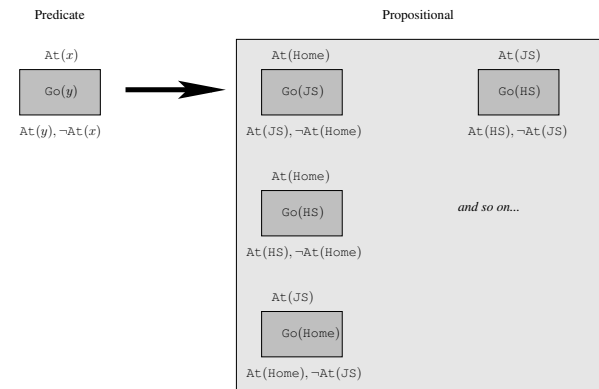 Predicate
Propositional
At(x)
Go(y)
At(y), ¬At(x)
At(Home)
Go(JS)
At(JS), ¬At(Home)
At(JS)
Go(HS)
At(HS), ¬At(JS)
At(Home)
Go(HS)
At(HS), ¬At(Home)
and so on...
At(JS)
Go(Home)
At(Home), ¬At(JS)